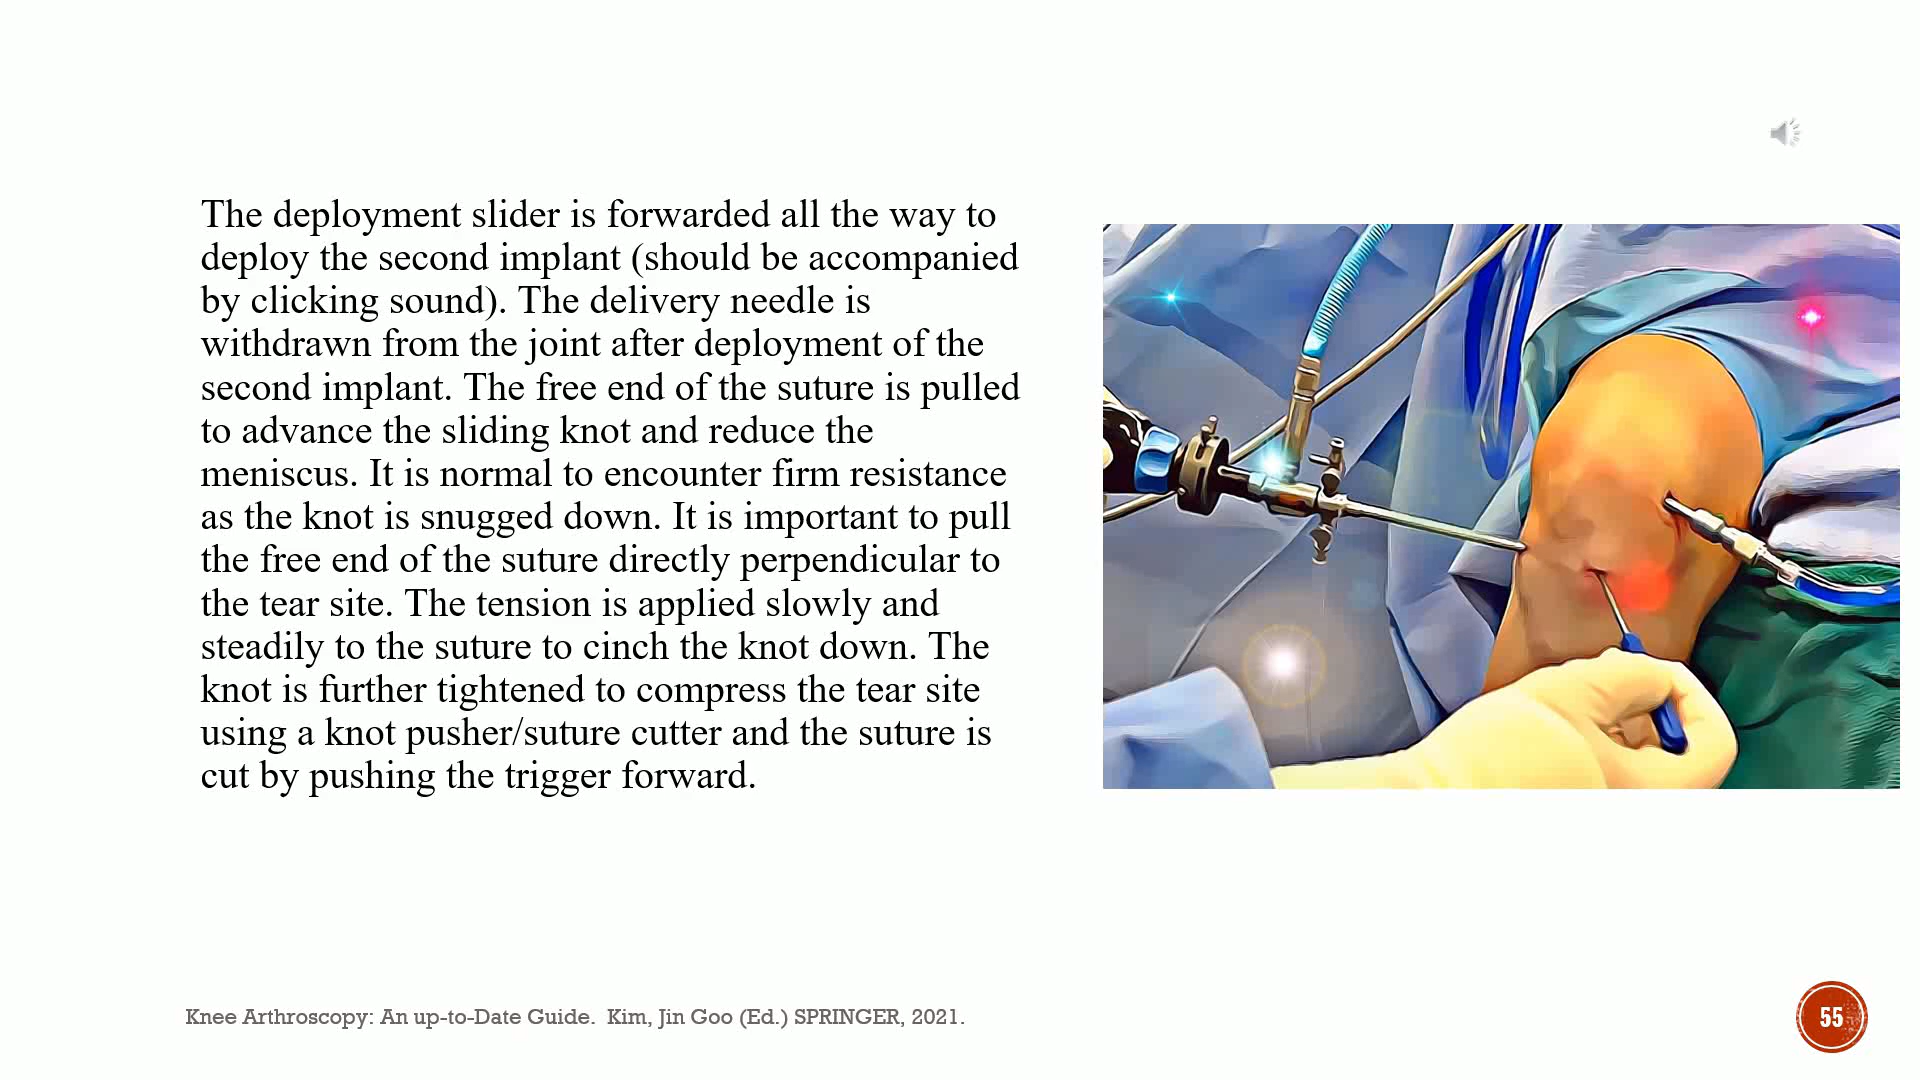 The deployment slider is forwarded all the way to
deploy the second implant (should be accompanied
by clicking sound). The delivery needle is
withdrawn from the joint after deployment of the
second implant. The free end of the suture is pulled
to advance the sliding knot and reduce the
meniscus. It is normal to encounter firm resistance
as the knot is snugged down. It is important to pull
the free end of the suture directly perpendicular to
the tear site. The tension is applied slowly and
steadily to the suture to cinch the knot down. The
knot is further tightened to compress the tear site
using a knot pusher/suture cutter and the suture is
cut by pushing the trigger forward.
Knee Arthroscopy: An up-to-Date Guide.  Kim, Jin Goo (Ed.) SPRINGER, 2021.
55